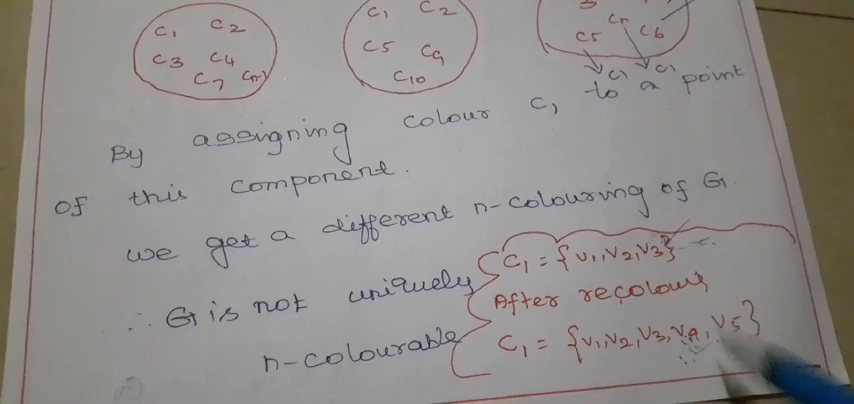 C1 C2
C3 C4
C7 Cn-1
C1 C2
C5 C9
C10
Cn
C5 C6
C1 C1
By assigning colour C1 to a point
of this component.
we get a different n-colouring of G
∴ G is not uniquely
n-colourable
C1 = {v1, v2, v3}
After recolour
C1 = {v1, v2, v3, v4, v5}